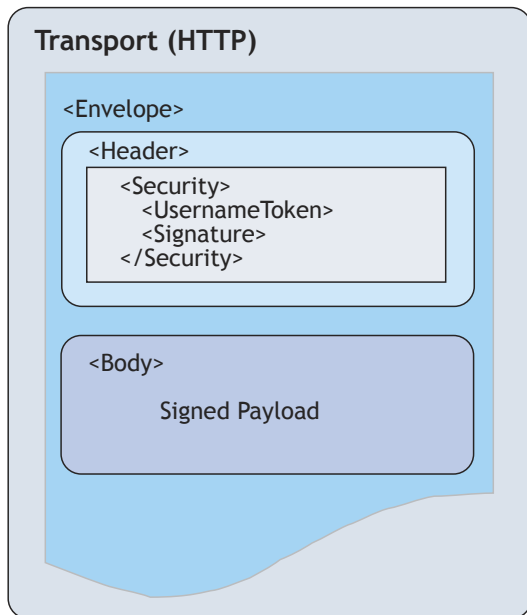 Transport (HTTP)
<Envelope>
<Header>
<Security>
<UsernameToken>
<Signature>
</Security>
<Body>
Signed Payload